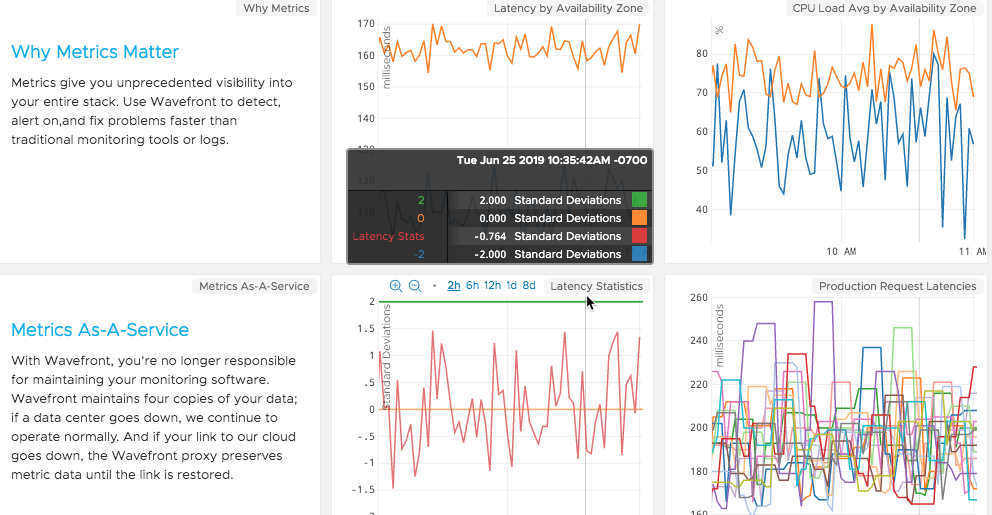 Why Metrics
Why Metrics Matter
Metrics give you unprecedented visibility into
your entire stack. Use Wavefront to detect,
alert on,and fix problems faster than
traditional monitoring tools or logs.
Latency by Availability Zone
milliseconds
170
160
150
140
130
120
110
Tue Jun 25 2019 10:35:42AM -0700
2 2.000 Standard Deviations
0 0.000 Standard Deviations
Latency Stats -0.764 Standard Deviations
-2 -2.000 Standard Deviations
CPU Load Avg by Availability Zone
%
80
70
60
50
40
10 AM 11 AM
Metrics As-A-Service
Metrics As-A-Service
With Wavefront, you're no longer responsible
for maintaining your monitoring software.
Wavefront maintains four copies of your data;
if a data center goes down, we continue to
operate normally. And if your link to our cloud
goes down, the Wavefront proxy preserves
metric data until the link is restored.
2h 6h 12h 1d 8d Latency Statistics
Standard Deviations
2
1.5
1
.5
0
-.5
-1
-1.5
-2
Production Request Latencies
milliseconds
260
240
220
200
180
160